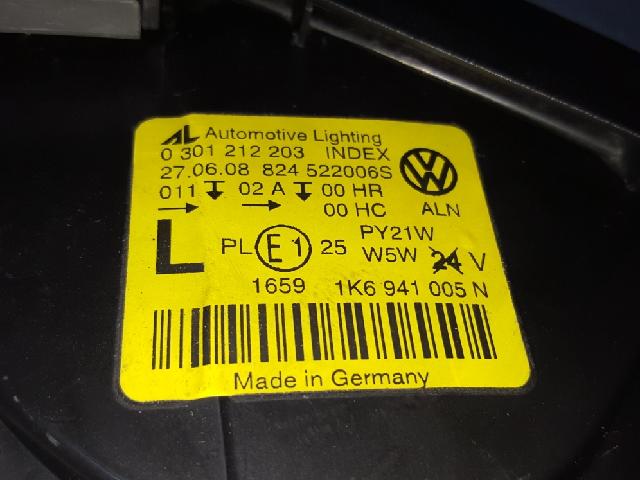 AL Automotive Lighting
0 301 212 203 INDEX
27.06.08 824 522006S
011 02 A 00 HR
00 HC
VW
ALN
L PL E1 25
PY21W
W5W 24 V
1659 1K6 941 005 N
Made in Germany